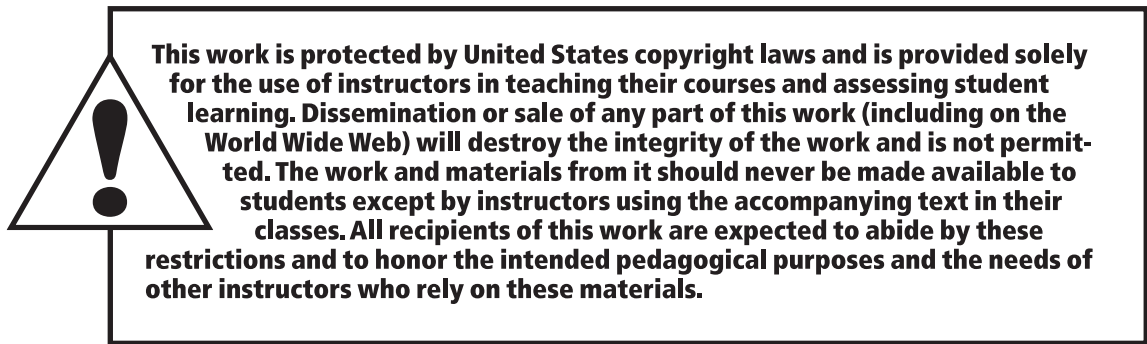 This work is protected by United States copyright laws and is provided solely
for the use of instructors in teaching their courses and assessing student
learning. Dissemination or sale of any part of this work (including on the
World Wide Web) will destroy the integrity of the work and is not permit-
ted. The work and materials from it should never be made available to
students except by instructors using the accompanying text in their
classes. All recipients of this work are expected to abide by these
restrictions and to honor the intended pedagogical purposes and the needs of
other instructors who rely on these materials.